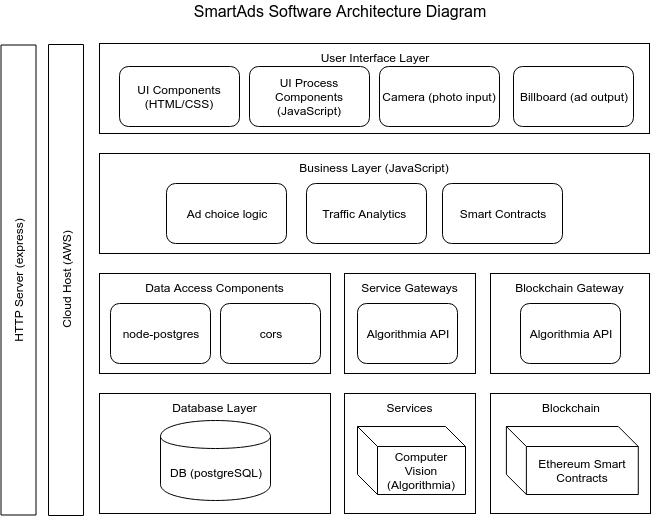 SmartAds Software Architecture Diagram
HTTP Server (express)
Cloud Host (AWS)
User Interface Layer
UI Components
(HTML/CSS)
UI Process
Components
(JavaScript)
Camera (photo input)
Billboard (ad output)
Business Layer (JavaScript)
Ad choice logic
Traffic Analytics
Smart Contracts
Data Access Components
node-postgres
cors
Service Gateways
Algorithmia API
Blockchain Gateway
Algorithmia API
Database Layer
DB (postgreSQL)
Services
Computer
Vision
(Algorithmia)
Blockchain
Ethereum Smart
Contracts